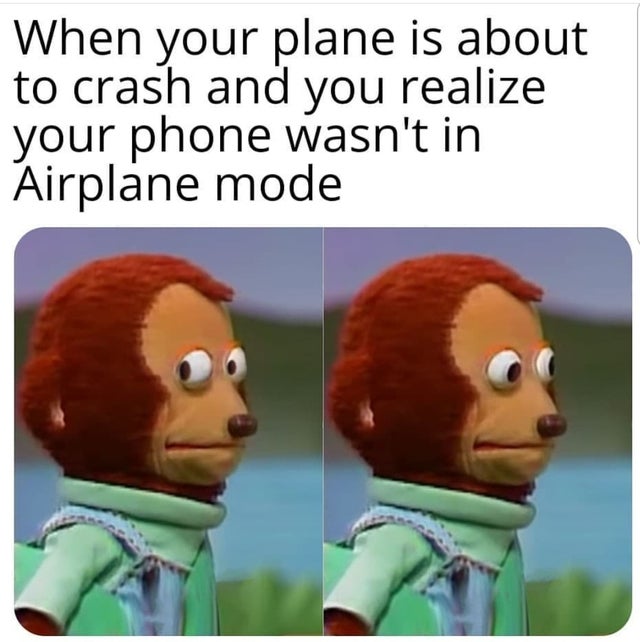 When your plane is about
to crash and you realize
your phone wasn't in
Airplane mode